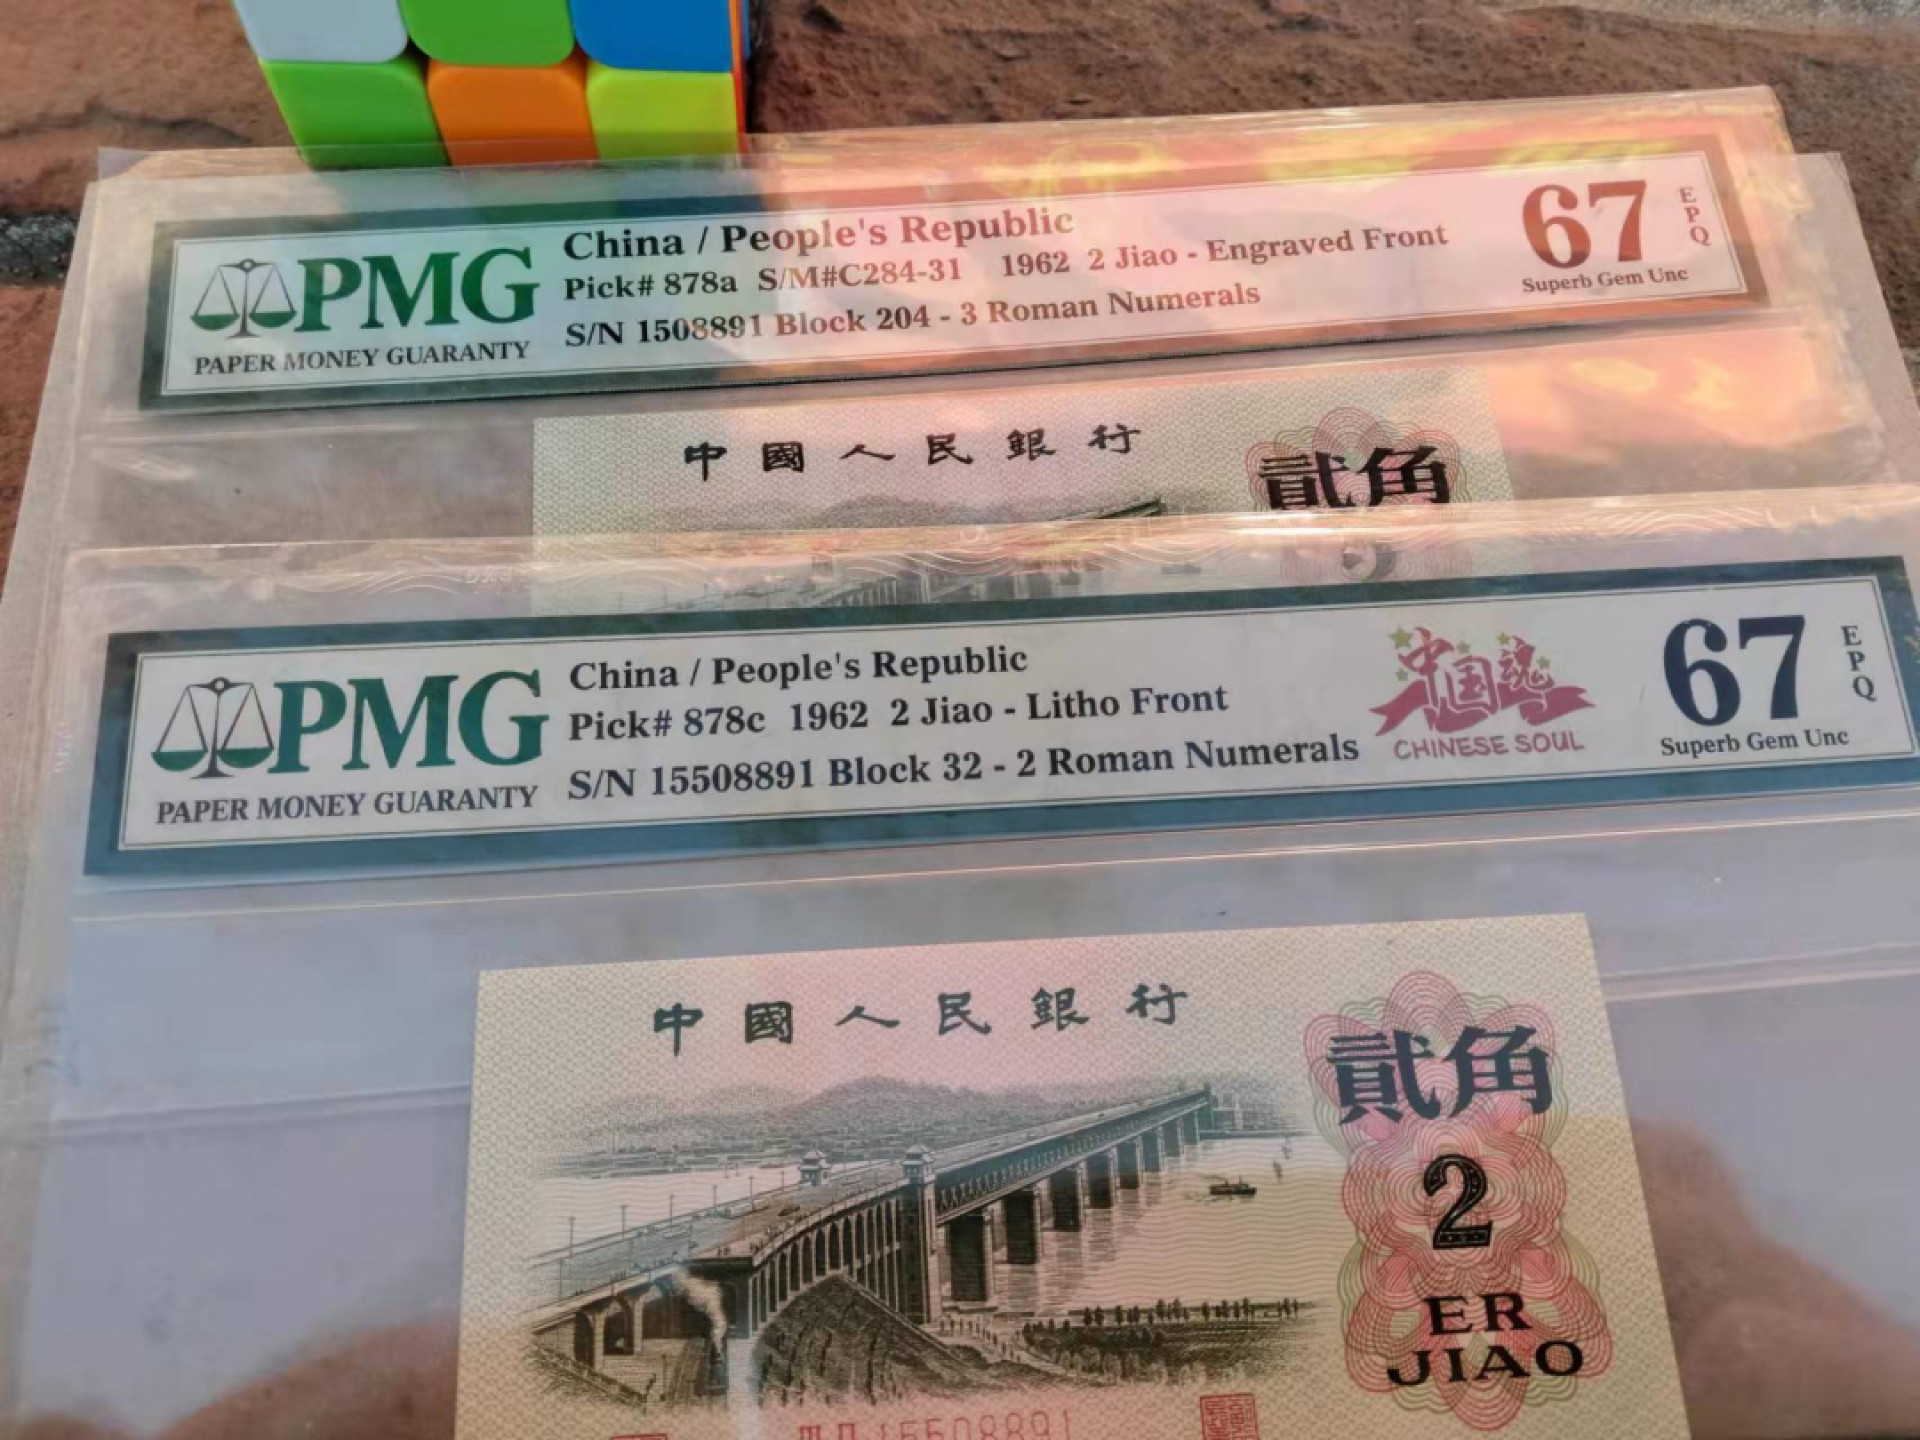 PMG
PAPER MONEY GUARANTY
China / People's Republic
Pick# 878a S/M#C284-31 1962 2 Jiao - Engraved Front
S/N 1508891 Block 204 - 3 Roman Numerals
67
EPQ
Superb Gem Unc
中國人民銀行
貳角
PMG
PAPER MONEY GUARANTY
China / People's Republic
Pick# 878c 1962 2 Jiao - Litho Front
S/N 15508891 Block 32 - 2 Roman Numerals
中国魂
CHINESE SOUL
67
EPQ
Superb Gem Unc
中國人民銀行
貳角
2
ER
JIAO
15508891